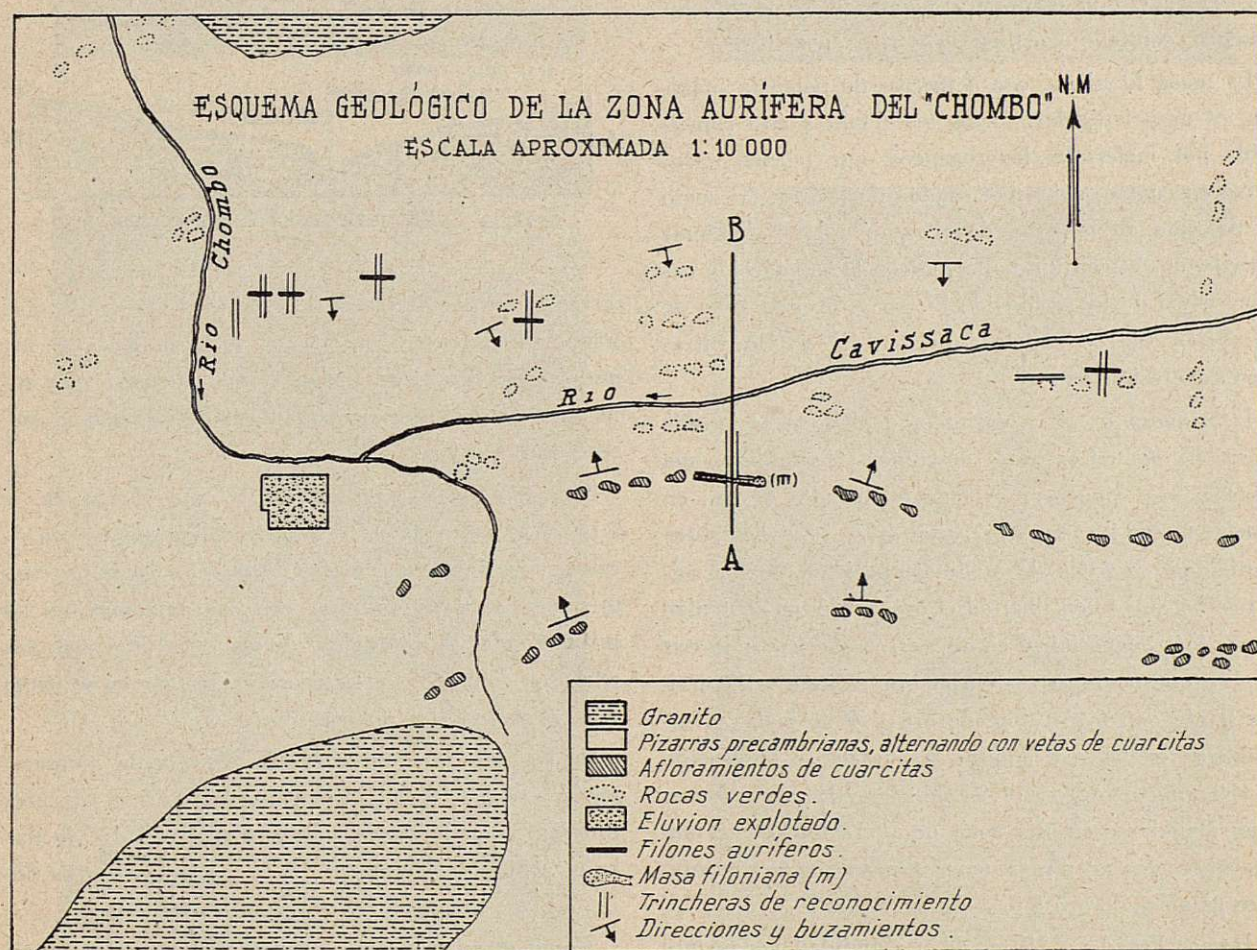 N.M
ESQUEMA GEOLÓGICO DE LA ZONA AURÍFERA DEL "CHOMBO"
ESCALA APROXIMADA 1:10 000
Rio Chombo
B
Rio Cavissaca
(m)
A
Granito
Pizarras precambrianas, alternando con vetas de cuarcitas
Afloramientos de cuarcitas
Rocas verdes.
Eluvion explotado.
Filones auríferos.
Masa filoniana (m)
Trincheras de reconocimiento
Direcciones y buzamientos.